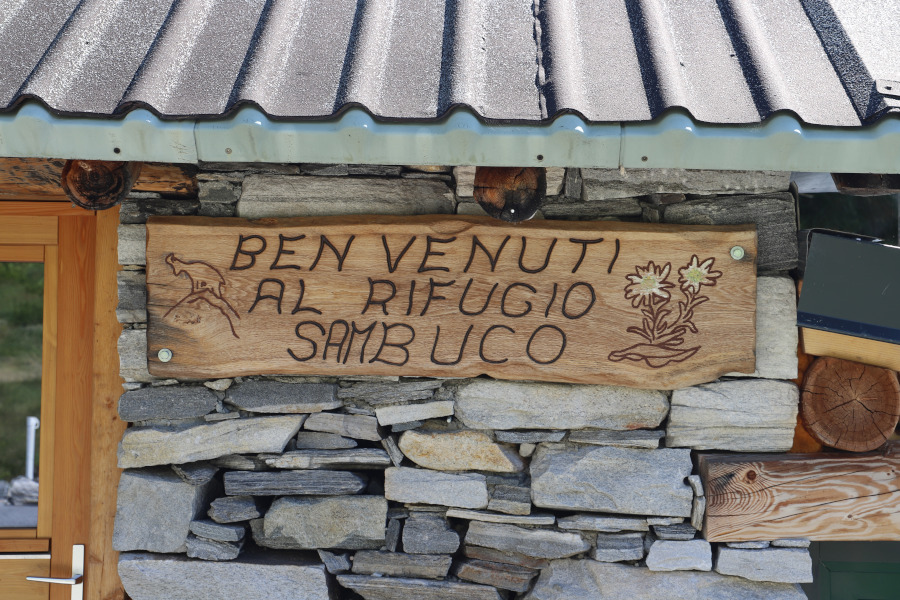 BEN VENUTI
AL RIFUGIO
SAMBUCO